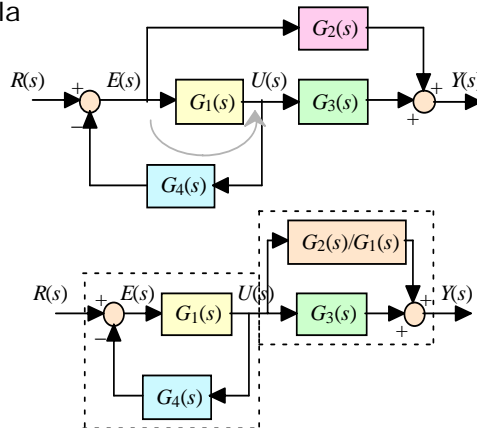 la
G2(s)
R(s) + E(s) U(s) + Y(s)
G1(s) G3(s)
− +
G4(s)
G2(s)/G1(s)
R(s) + E(s) U(s) + Y(s)
G1(s) G3(s)
− +
G4(s)